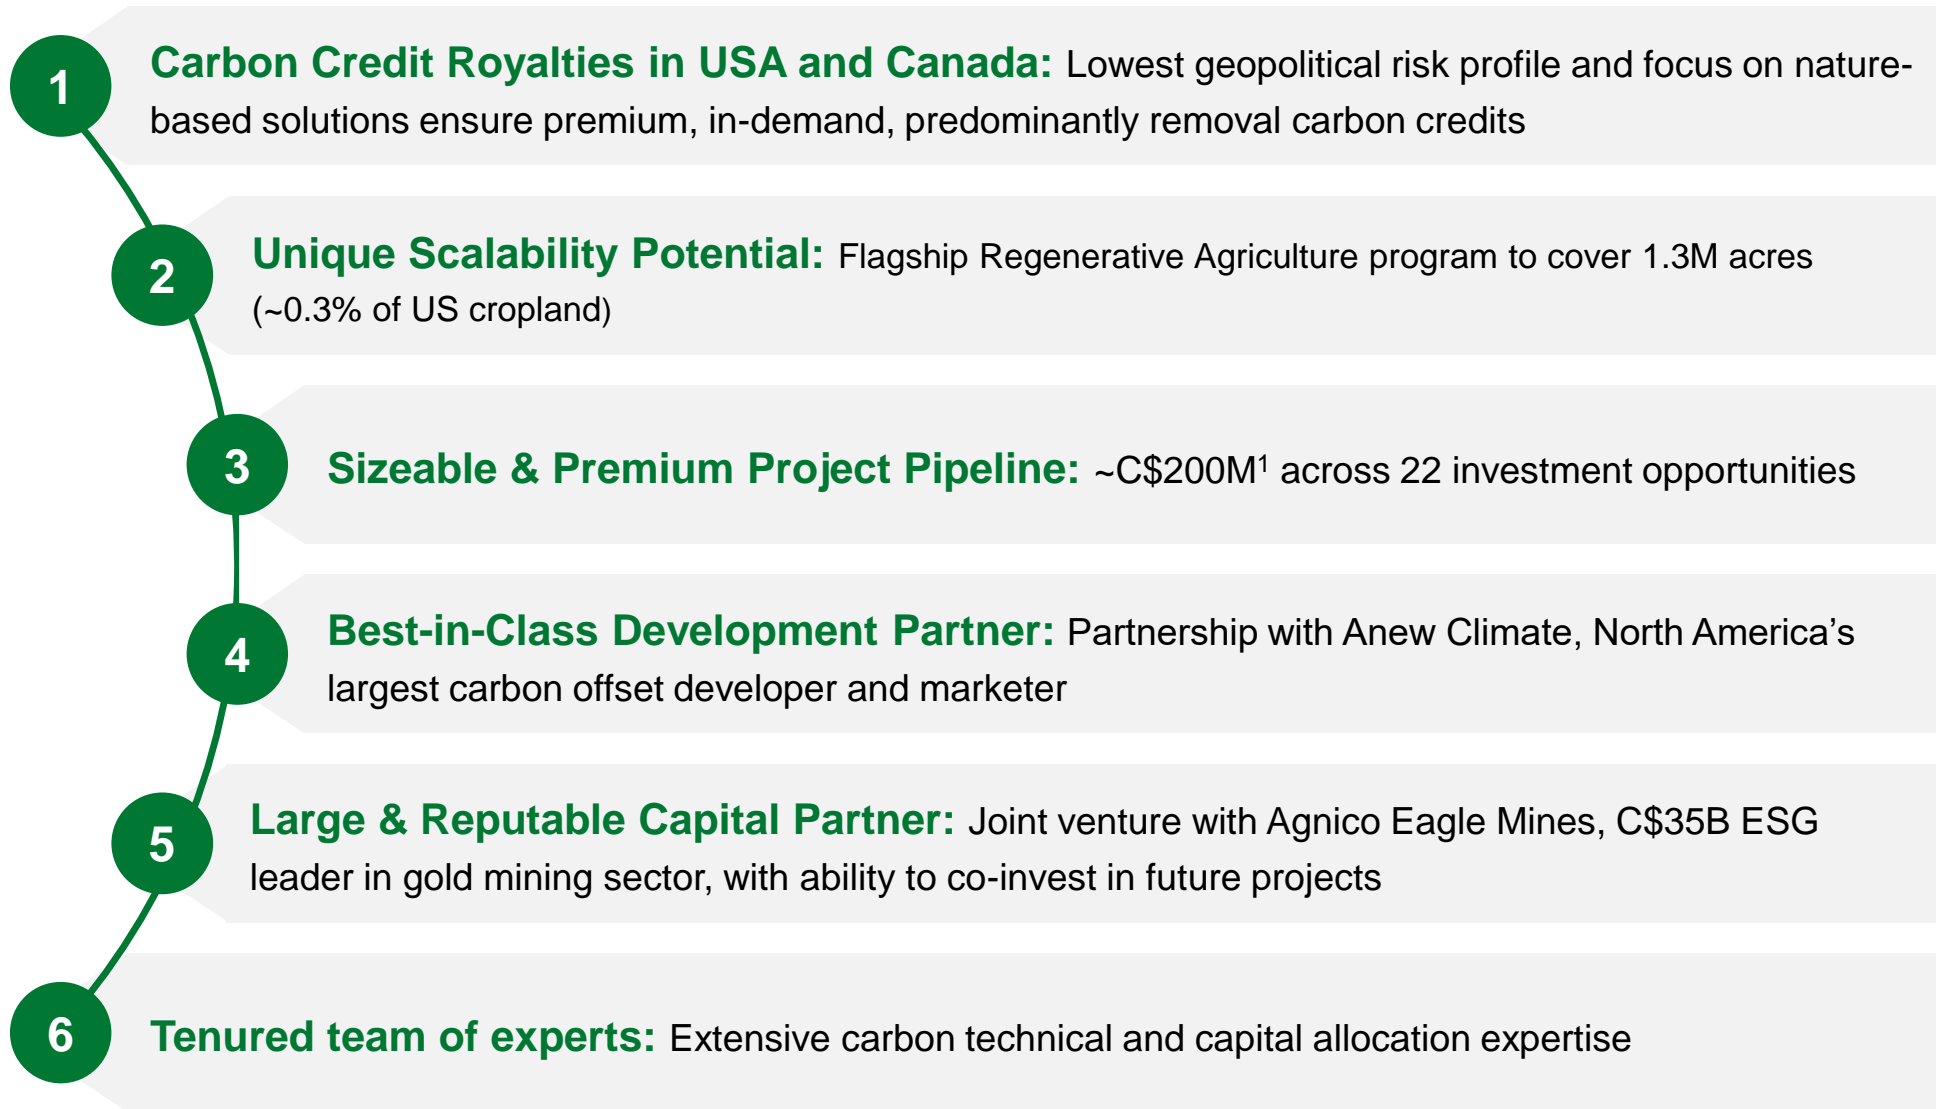 1
Carbon Credit Royalties in USA and Canada: Lowest geopolitical risk profile and focus on nature-
based solutions ensure premium, in-demand, predominantly removal carbon credits
2
Unique Scalability Potential: Flagship Regenerative Agriculture program to cover 1.3M acres
(~0.3% of US cropland)
3
Sizeable & Premium Project Pipeline: ~C$200M¹ across 22 investment opportunities
4
Best-in-Class Development Partner: Partnership with Anew Climate, North America’s
largest carbon offset developer and marketer
5
Large & Reputable Capital Partner: Joint venture with Agnico Eagle Mines, C$35B ESG
leader in gold mining sector, with ability to co-invest in future projects
6
Tenured team of experts: Extensive carbon technical and capital allocation expertise